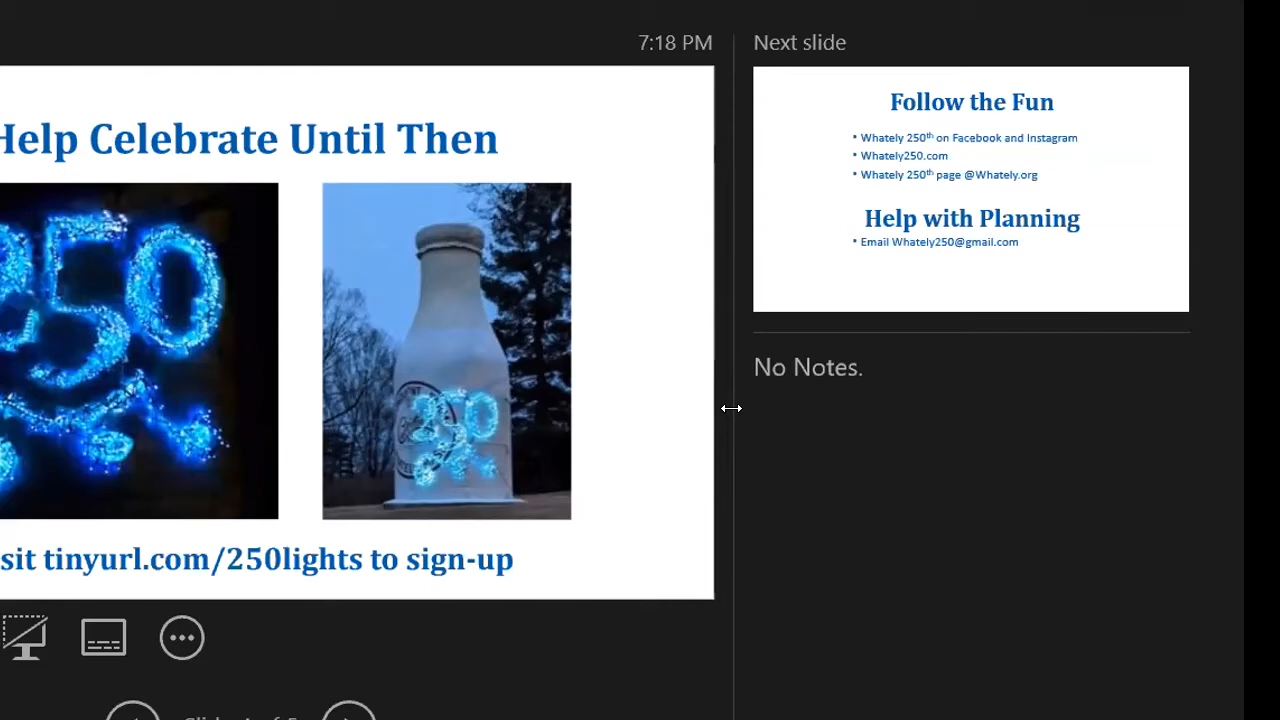 7:18 PM
Next slide
Help Celebrate Until Then
250
250
tinyurl.com/250lights to sign-up
Follow the Fun
• Whately 250th on Facebook and Instagram
• Whately250.com
• Whately 250th page @Whately.org
Help with Planning
• Email Whately250@gmail.com
No Notes.